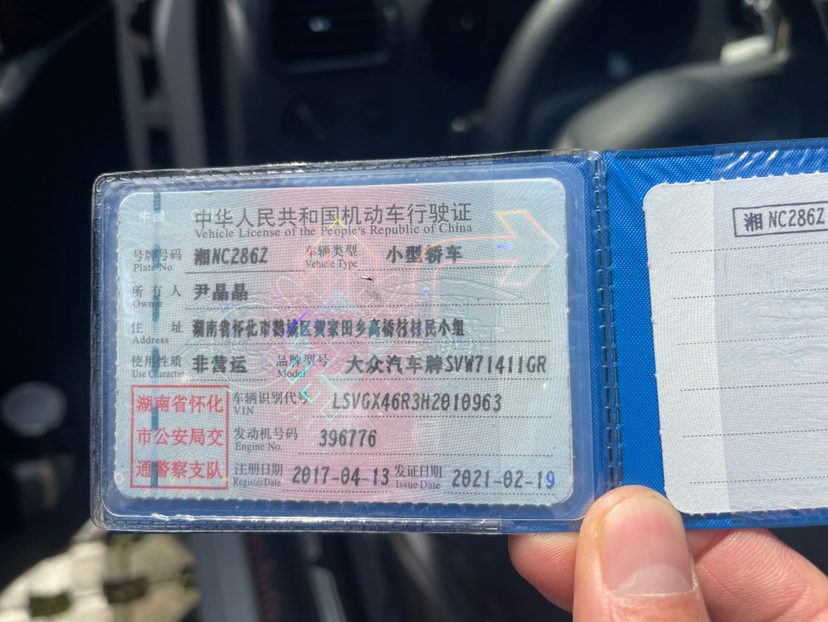 中国
中华人民共和国机动车行驶证
Vehicle License of the People's Republic of China
号牌号码 湘NC286Z 车辆类型 小型轿车
Plate No. Vehicle Type
所有人 尹晶晶
Owner
住址 湖南省怀化市鹤城区黄家田乡高桥村村民小组
Address
使用性质 非营运 品牌型号 大众汽车牌SVW71411GR
Use Character Model
湖南省怀化
市公安局交
通警察支队
车辆识别代号 LSVGX46R3H2010963
VIN
发动机号码 396776
Engine No.
注册日期 2017-04-13 发证日期 2021-02-19
Register Date Issue Date
湘NC286Z